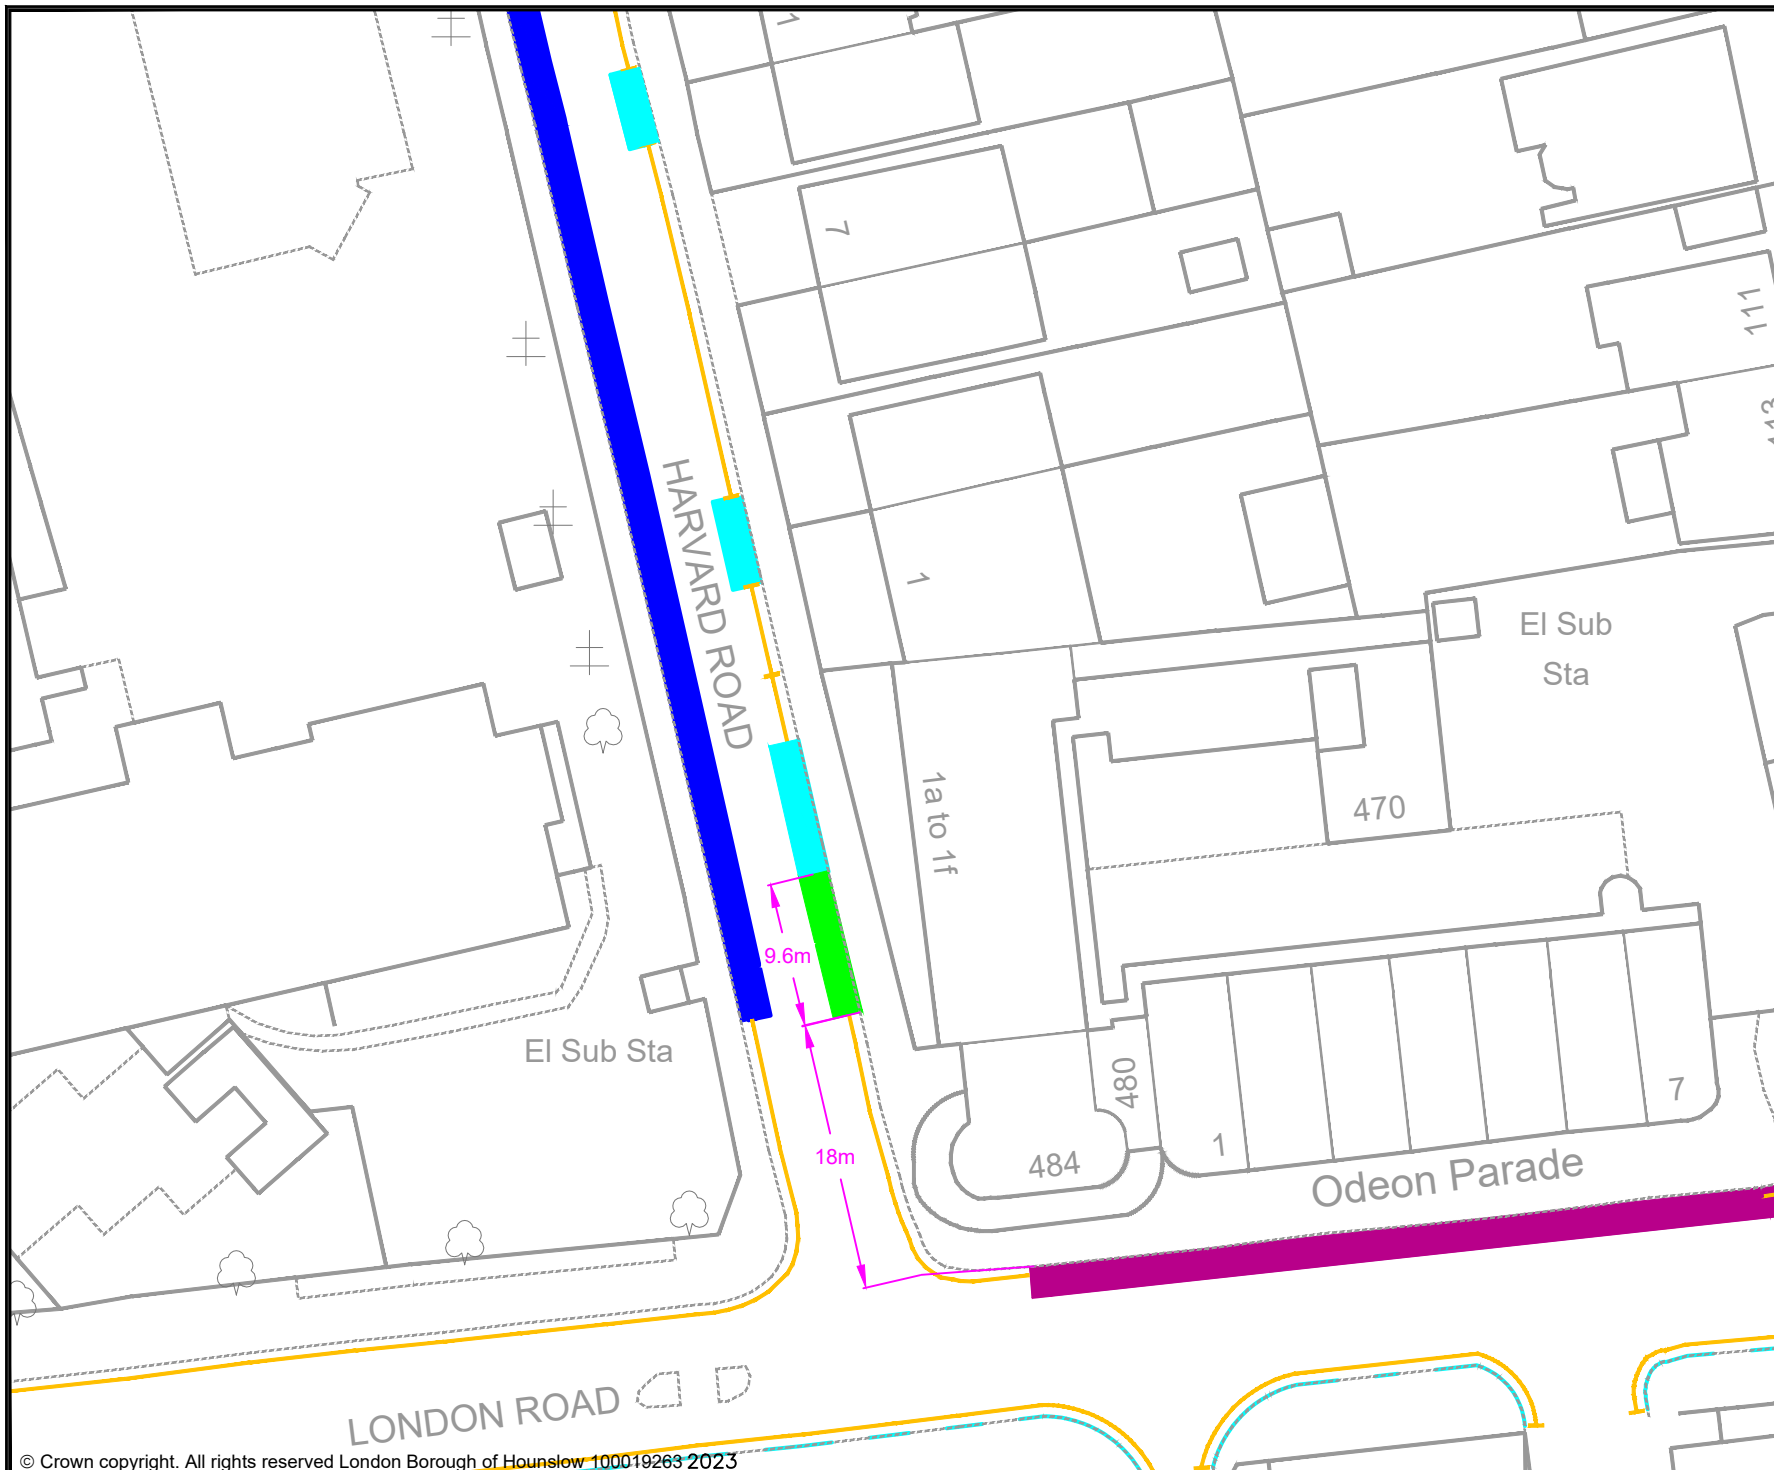 1
7
111
HARVARD ROAD
1
El Sub
Sta
470
1a to 1f
9.6m
El Sub Sta
480
18m
1
7
484
Odeon Parade
LONDON ROAD
© Crown copyright. All rights reserved London Borough of Hounslow 100019263 2023